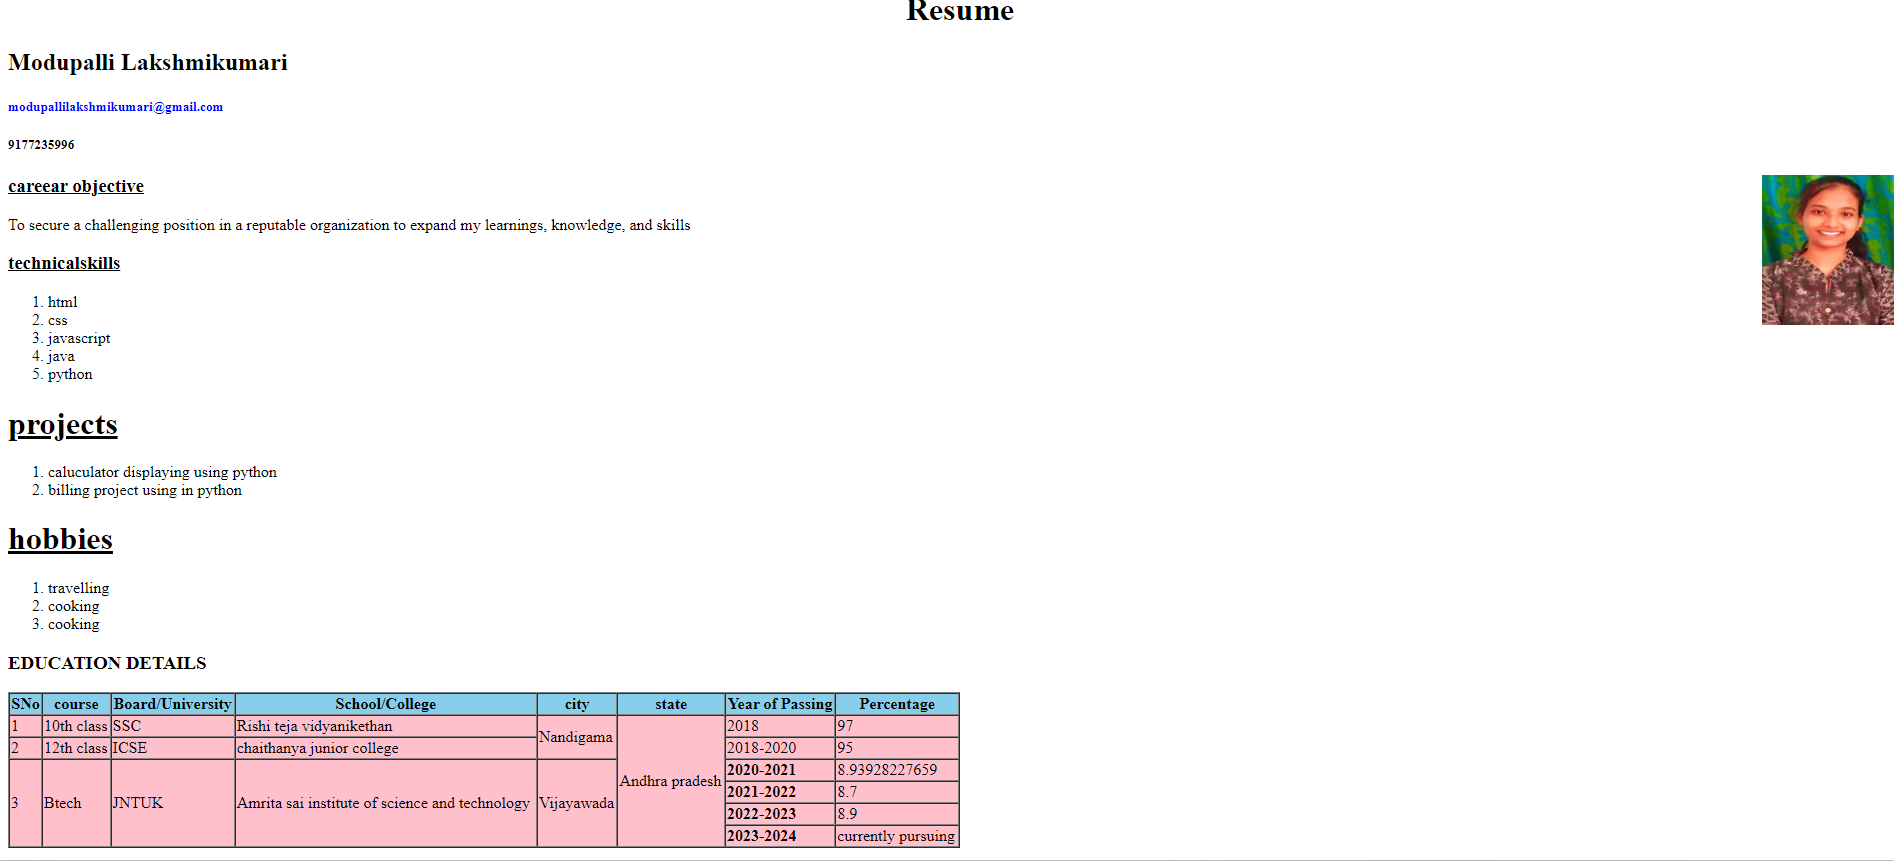 Resume
Modupalli Lakshmikumari
modupallilakshmikumari@gmail.com
9177235996
careear objective
To secure a challenging position in a reputable organization to expand my learnings, knowledge, and skills
technicalskills
1. html
2. css
3. javascript
4. java
5. python
projects
1. caluculator displaying using python
2. billing project using in python
hobbies
1. travelling
2. cooking
3. cooking
EDUCATION DETAILS
SNo course Board/University School/College city state Year of Passing Percentage
1 10th class SSC Rishi teja vidyanikethan Nandigama Andhra pradesh 2018 97
2 12th class ICSE chaithanya junior college 2018-2020 95
3 Btech JNTUK Amrita sai institute of science and technology Vijayawada 2020-2021 8.93928227659
2021-2022 8.7
2022-2023 8.9
2023-2024 currently pursuing